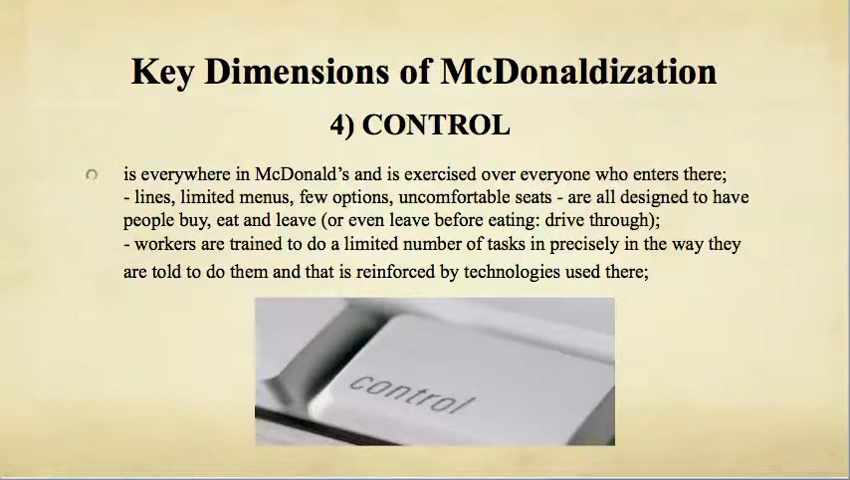 Key Dimensions of McDonaldization
4) CONTROL
is everywhere in McDonald’s and is exercised over everyone who enters there;
- lines, limited menus, few options, uncomfortable seats - are all designed to have
people buy, eat and leave (or even leave before eating: drive through);
- workers are trained to do a limited number of tasks in precisely in the way they
are told to do them and that is reinforced by technologies used there;
control